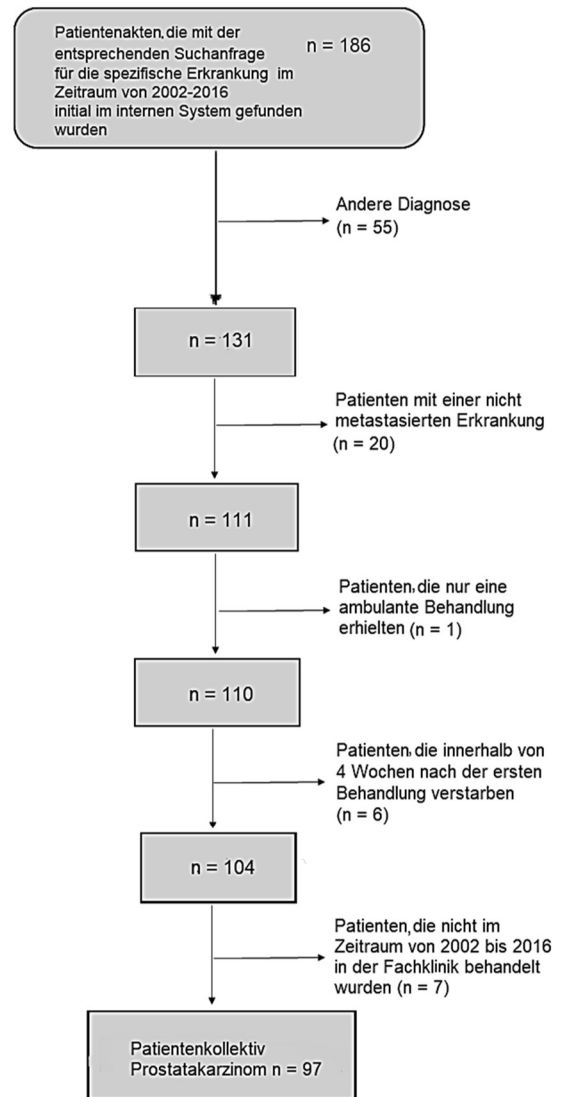 Patientenakten, die mit der
entsprechenden Suchanfrage n = 186
für die spezifische Erkrankung im
Zeitraum von 2002-2016
initial im internen System gefunden
wurden
Andere Diagnose
(n = 55)
n = 131
Patienten mit einer nicht
metastasierten Erkrankung
(n = 20)
n = 111
Patienten, die nur eine
ambulante Behandlung
erhielten (n = 1)
n = 110
Patienten, die innerhalb von
4 Wochen nach der ersten
Behandlung verstarben
(n = 6)
n = 104
Patienten, die nicht im
Zeitraum von 2002 bis 2016
in der Fachklinik behandelt
wurden (n = 7)
Patientenkollektiv
Prostatakarzinom n = 97